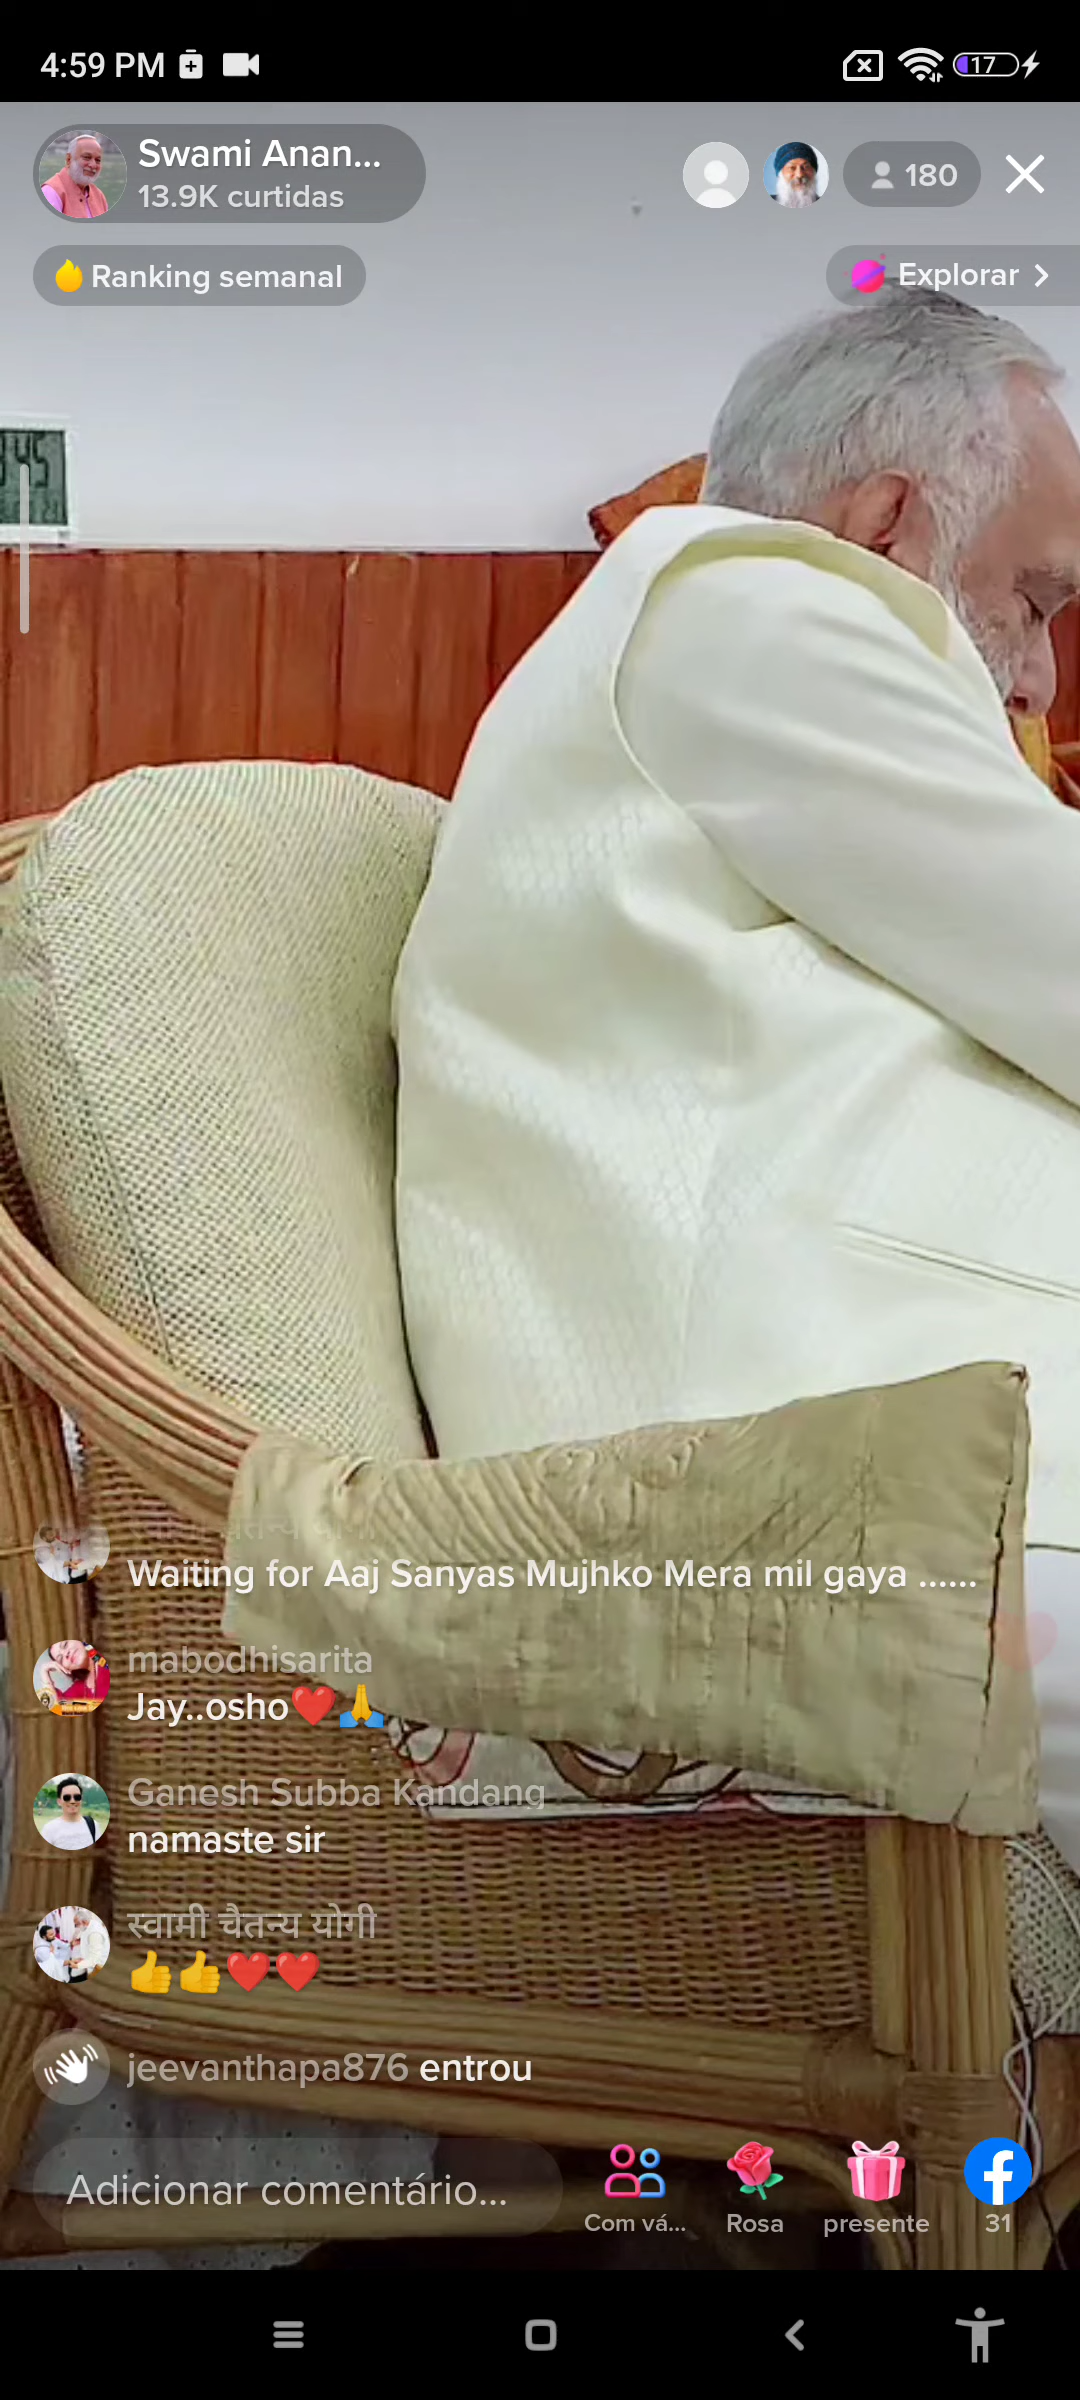 4:59 PM
17
Swami Anan...
13.9K curtidas
180
Ranking semanal
Explorar
45
Waiting for Aaj Sanyas Mujhko Mera mil gaya ......
mabodhisarita
Jay..osho❤️🙏
Ganesh Subba Kandang
namaste sir
स्वामी चैतन्य योगी
👍👍❤️❤️
jeevanthapa876 entrou
Adicionar comentário...
Com vá...
Rosa
presente
31